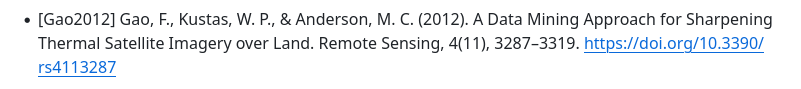 • [Gao2012] Gao, F., Kustas, W. P., & Anderson, M. C. (2012). A Data Mining Approach for Sharpening
Thermal Satellite Imagery over Land. Remote Sensing, 4(11), 3287–3319. https://doi.org/10.3390/
rs4113287